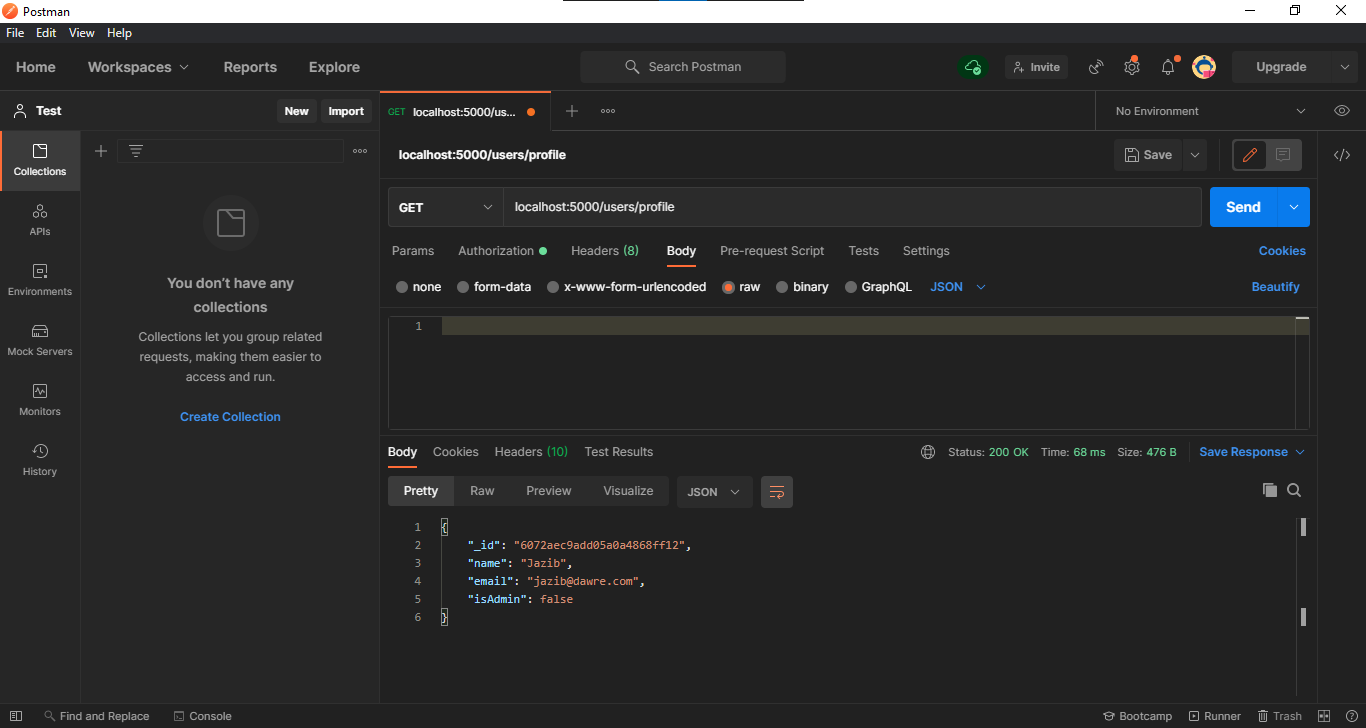 Postman
File Edit View Help
Home Workspaces Reports Explore Search Postman Invite Upgrade
Test New Import
GET localhost:5000/us... No Environment
Collections
APIs
Environments
Mock Servers
Monitors
History
You don't have any
collections
Collections let you group related
requests, making them easier to
access and run.
Create Collection
localhost:5000/users/profile Save
GET localhost:5000/users/profile Send
Params Authorization Headers (8) Body Pre-request Script Tests Settings Cookies
none form-data x-www-form-urlencoded raw binary GraphQL JSON Beautify
1
Body Cookies Headers (10) Test Results Status: 200 OK Time: 68 ms Size: 476 B Save Response
Pretty Raw Preview Visualize JSON
1 {
2 "_id": "6072aec9add05a0a4868ff12",
3 "name": "Jazib",
4 "email": "jazib@dawre.com",
5 "isAdmin": false
6 }
Find and Replace Console Bootcamp Runner Trash